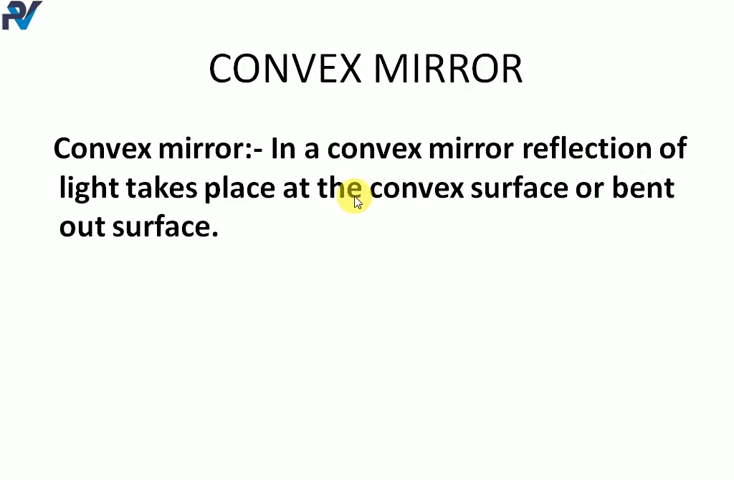 PV
CONVEX MIRROR
Convex mirror:- In a convex mirror reflection of
light takes place at the convex surface or bent
out surface.